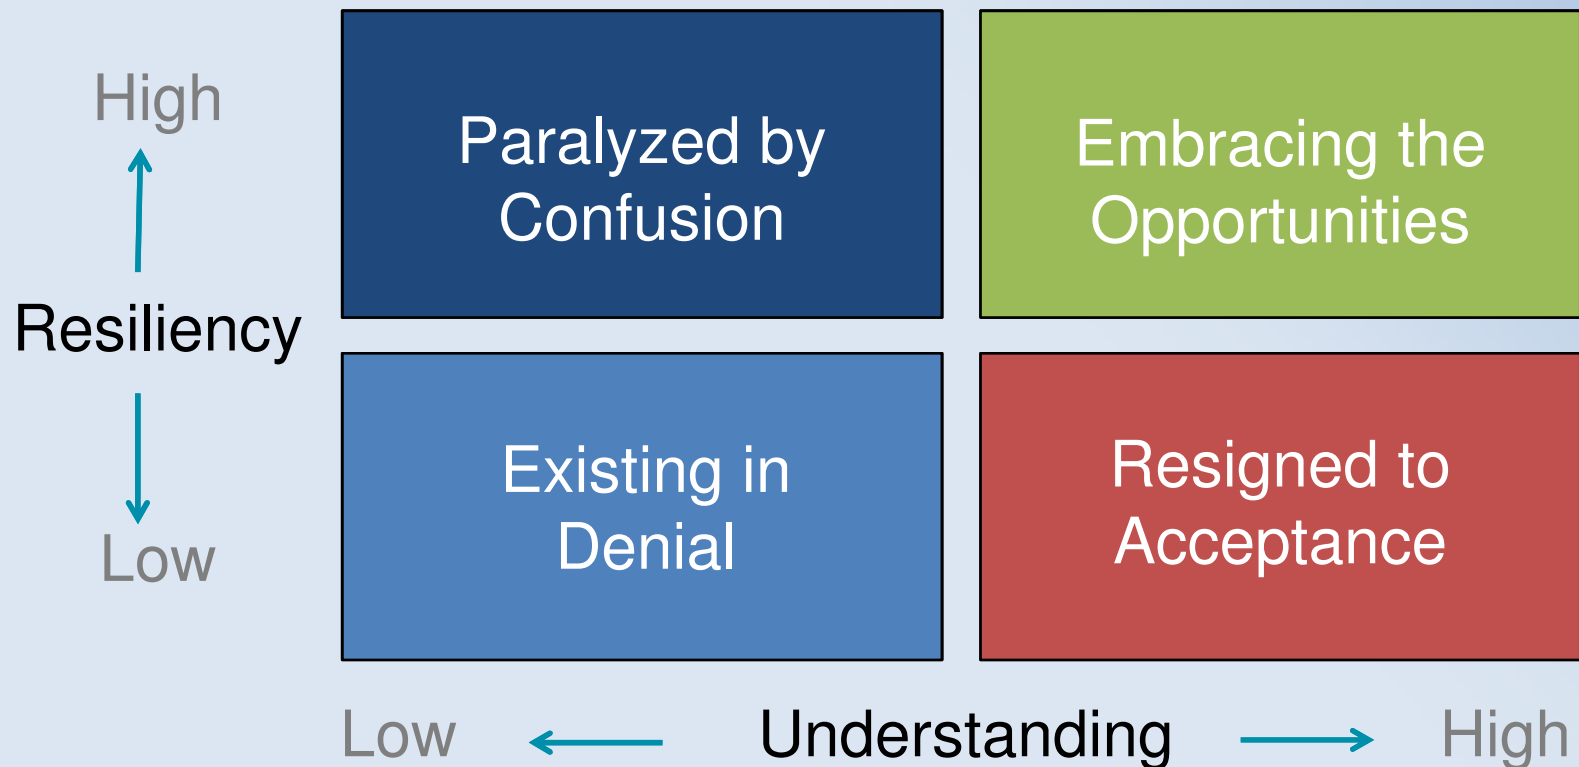 High
Resiliency
Low
Paralyzed by
Confusion
Embracing the
Opportunities
Existing in
Denial
Resigned to
Acceptance
Low Understanding High